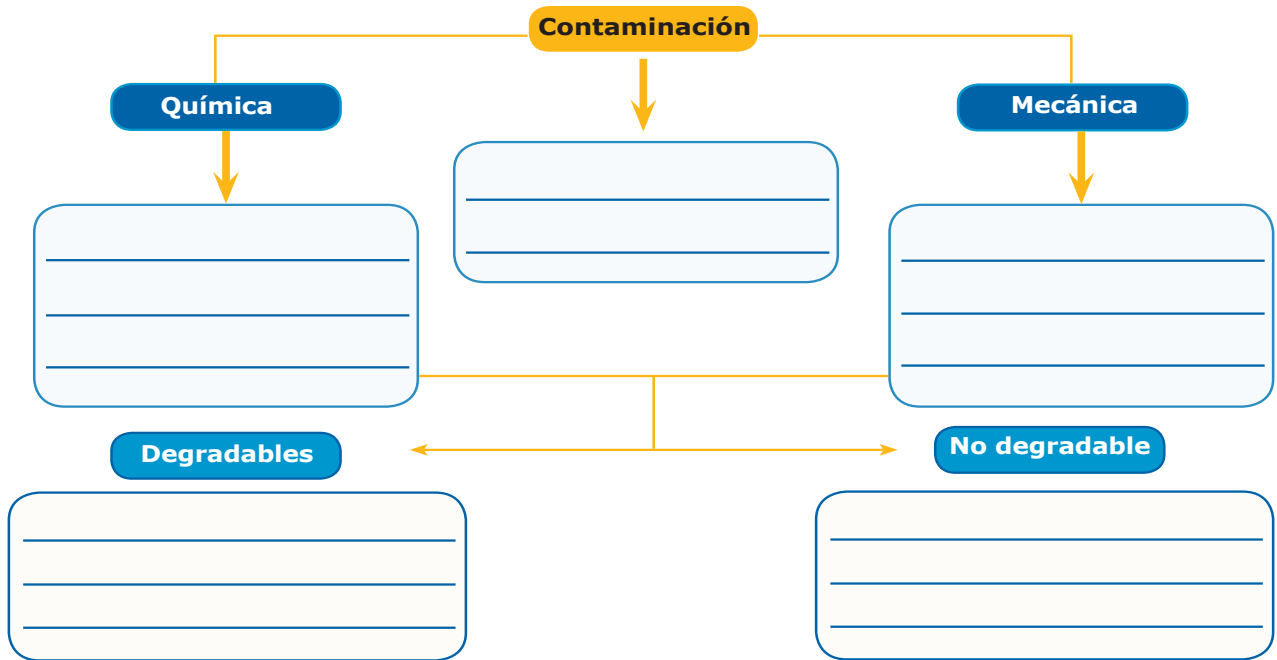 Contaminación
Química
Mecánica
Degradables
No degradable